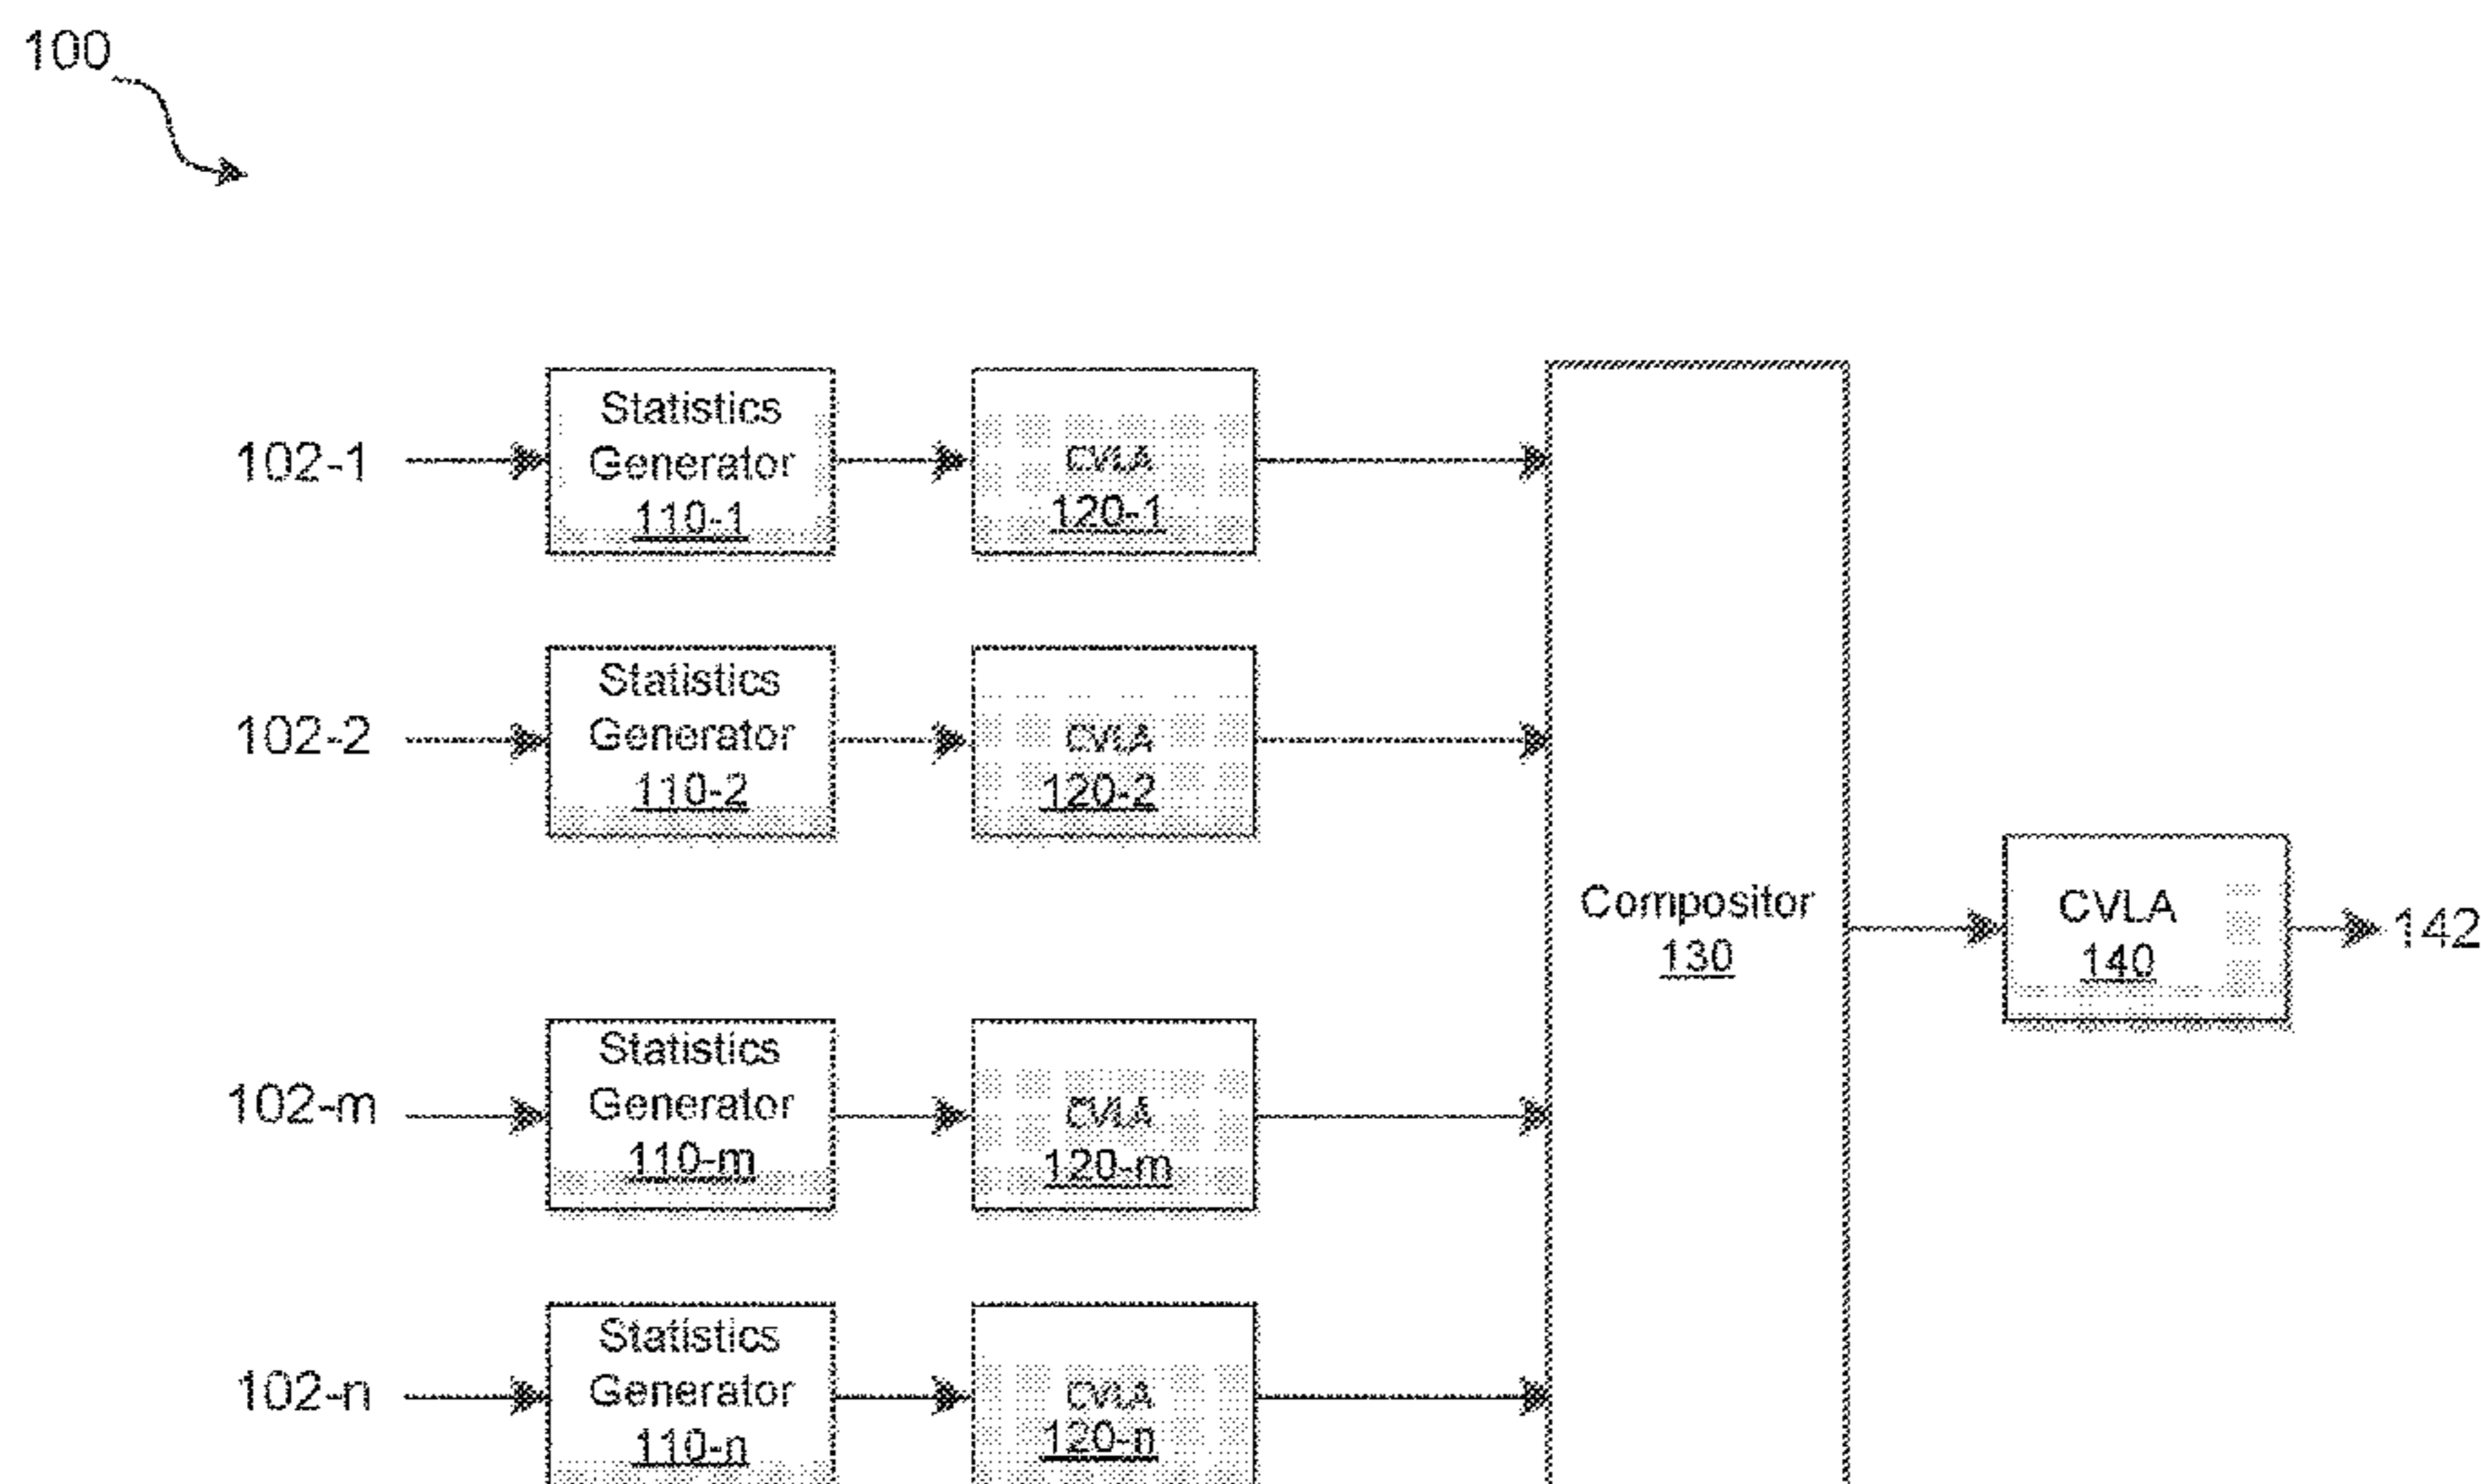 100
102-1
Statistics
Generator
110-1
CVLA
120-1
102-2
Statistics
Generator
110-2
CVLA
120-2
Compositor
130
CVLA
140
142
102-m
Statistics
Generator
110-m
CVLA
120-m
102-n
Statistics
Generator
110-n
CVLA
120-n